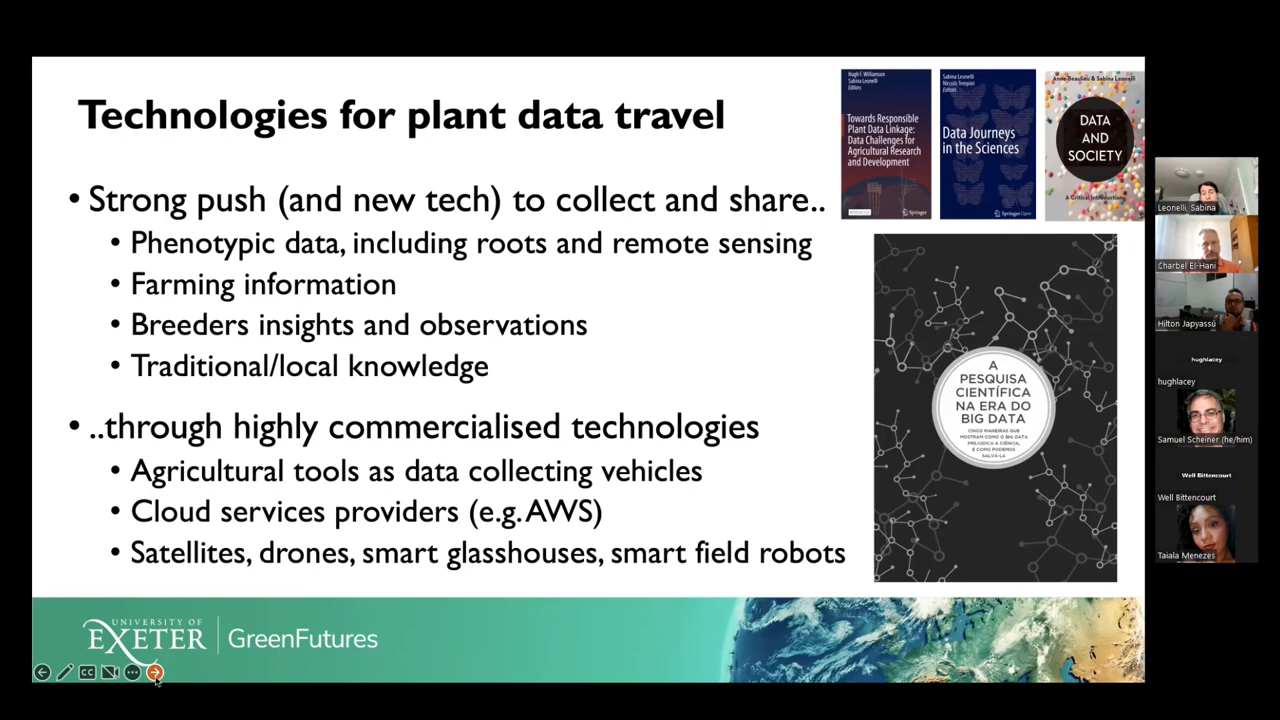 Technologies for plant data travel
• Strong push (and new tech) to collect and share..
• Phenotypic data, including roots and remote sensing
• Farming information
• Breeders insights and observations
• Traditional/local knowledge
• ..through highly commercialised technologies
• Agricultural tools as data collecting vehicles
• Cloud services providers (e.g. AWS)
• Satellites, drones, smart glasshouses, smart field robots
Hugh F. Williamson
Sabina Leonelli
Editors
Towards Responsible
Plant Data Linkage:
Data Challenges for
Agricultural Research
and Development
Springer
Sabina Leonelli
Niccolò Tempini
Editors
Data Journeys
in the Sciences
Springer Open
Anne Beaulieu & Sabina Leonelli
DATA
AND
SOCIETY
A Critical Introduction
A
PESQUISA
CIENTÍFICA
NA ERA DO
BIG DATA
CINCO MANEIRAS QUE
MOSTRAM COMO O BIG DATA
PREJUDICA A CIÊNCIA,
E COMO PODEMOS
SALVÁ-LA
UNIVERSITY OF
EXETER
GreenFutures
CC
Leonelli, Sabina
Charbel El-Hani
Hilton Japyassú
hughlacey
hughlacey
Samuel Scheiner (he/him)
Well Bittencourt
Well Bittencourt
Taiala Menezes